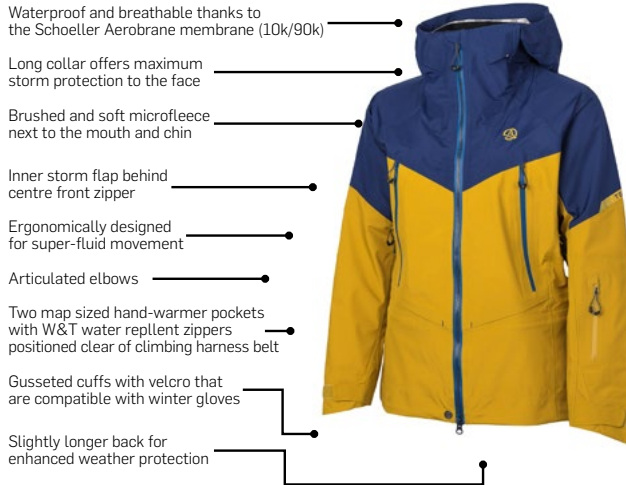 Waterproof and breathable thanks to
the Schoeller Aerobrane membrane (10k/90k)
Long collar offers maximum
storm protection to the face
Brushed and soft microfleece
next to the mouth and chin
Inner storm flap behind
centre front zipper
Ergonomically designed
for super-fluid movement
Articulated elbows
Two map sized hand-warmer pockets
with W&T water repllent zippers
positioned clear of climbing harness belt
Gusseted cuffs with velcro that
are compatible with winter gloves
Slightly longer back for
enhanced weather protection